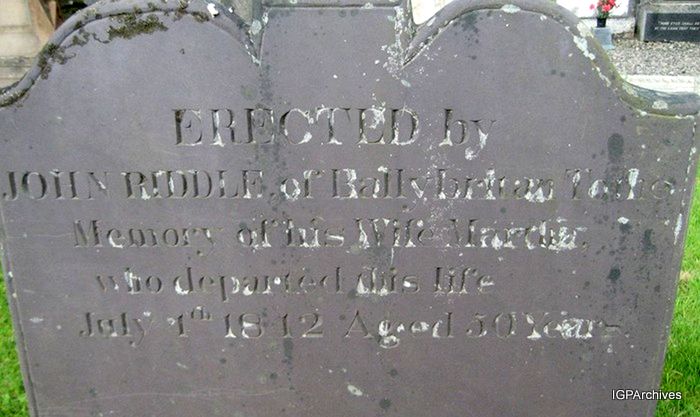 ERECTED by
JOHN RIDDLE of Ballybritan To the
Memory of his Wife Martha,
who departed this life
July 1th 1842 Aged 50 Years.
IGPArchives